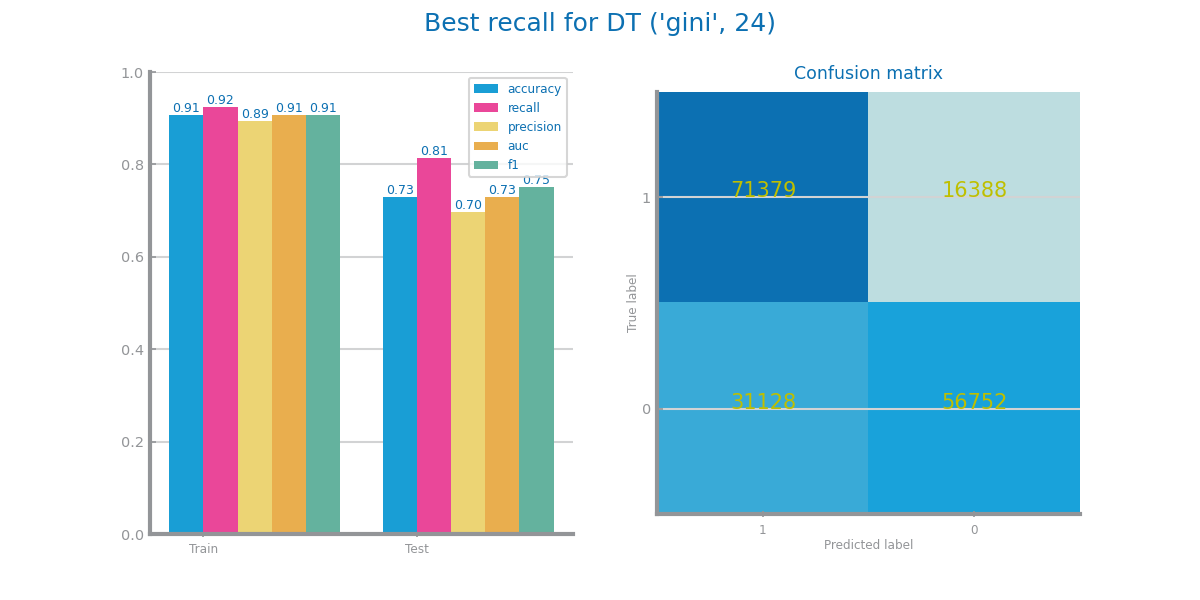 Best recall for DT ('gini', 24)
1.0
0.8
0.6
0.4
0.2
0.0
0.91
0.92
0.89
0.91
0.91
0.73
0.81
0.70
0.73
0.75
accuracy
recall
precision
auc
f1
Train
Test
Confusion matrix
True label
1
0
71379
16388
31128
56752
1
0
Predicted label